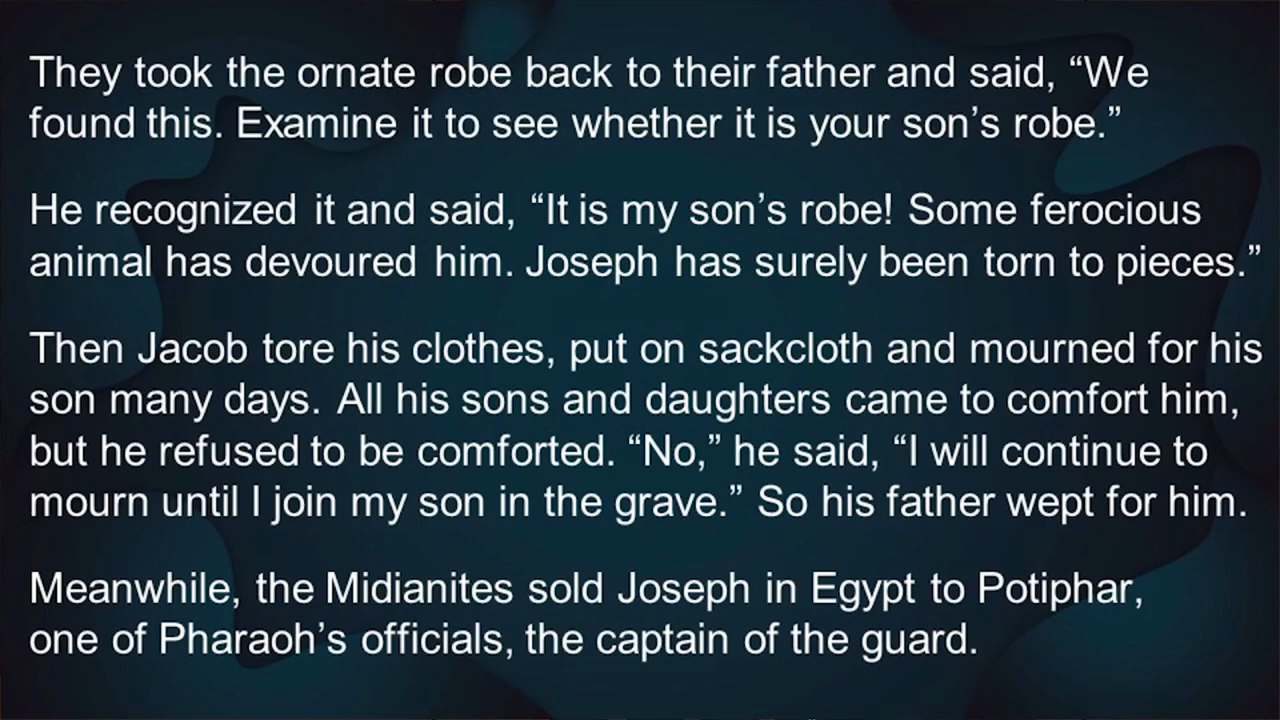 They took the ornate robe back to their father and said, “We
found this. Examine it to see whether it is your son’s robe.”
He recognized it and said, “It is my son’s robe! Some ferocious
animal has devoured him. Joseph has surely been torn to pieces.”
Then Jacob tore his clothes, put on sackcloth and mourned for his
son many days. All his sons and daughters came to comfort him,
but he refused to be comforted. “No,” he said, “I will continue to
mourn until I join my son in the grave.” So his father wept for him.
Meanwhile, the Midianites sold Joseph in Egypt to Potiphar,
one of Pharaoh’s officials, the captain of the guard.